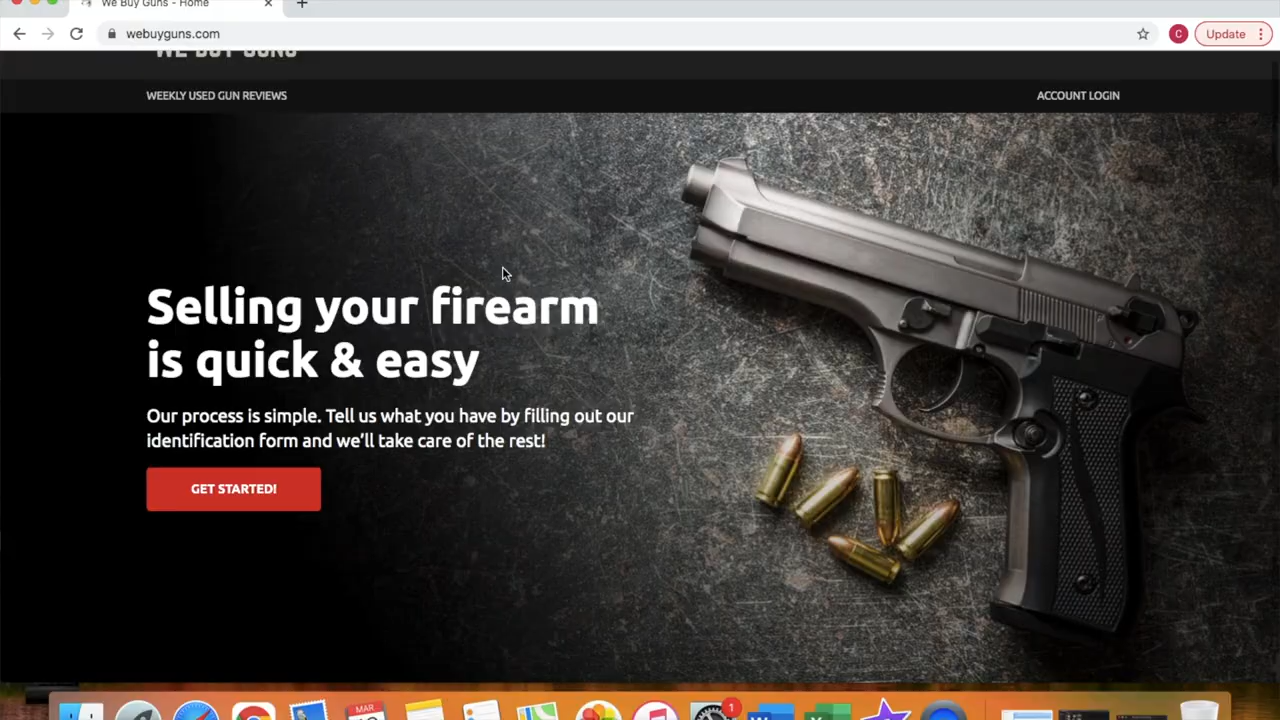 We Buy Guns - Home
webuyguns.com
C
Update
WE BUY GUNS
WEEKLY USED GUN REVIEWS
ACCOUNT LOGIN
Selling your firearm
is quick & easy
Our process is simple. Tell us what you have by filling out our
identification form and we'll take care of the rest!
GET STARTED!
MAR
1